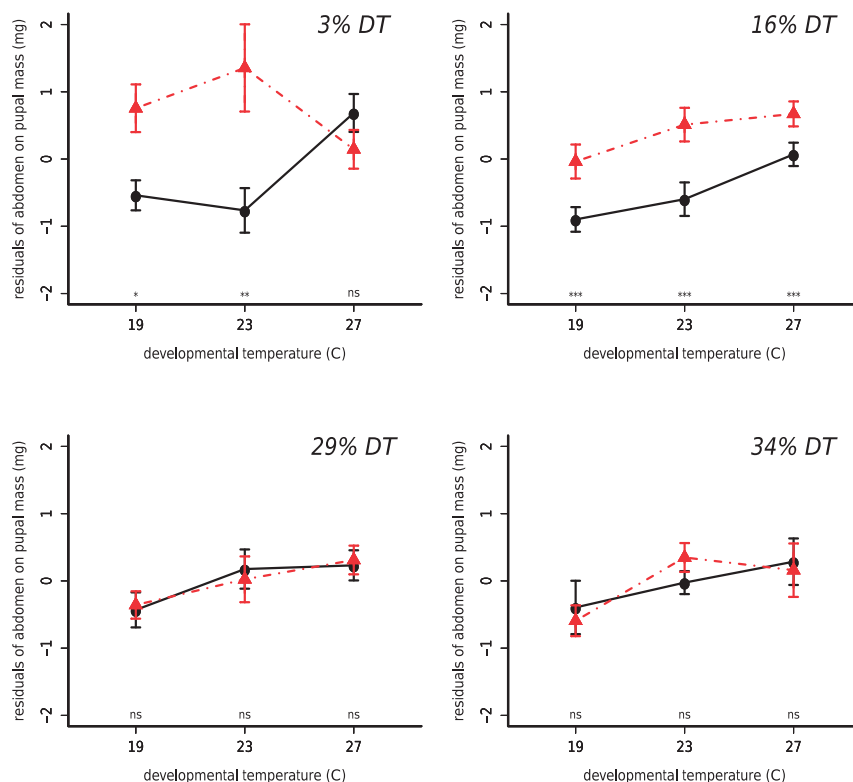 3% DT
residuals of abdomen on pupal mass (mg)
2
1
0
−1
−2
* ** ns
19 23 27
developmental temperature (C)
16% DT
residuals of abdomen on pupal mass (mg)
2
1
0
−1
−2
*** *** ***
19 23 27
developmental temperature (C)
29% DT
residuals of abdomen on pupal mass (mg)
2
1
0
−1
−2
ns ns ns
19 23 27
developmental temperature (C)
34% DT
residuals of abdomen on pupal mass (mg)
2
1
0
−1
−2
ns ns ns
19 23 27
developmental temperature (C)